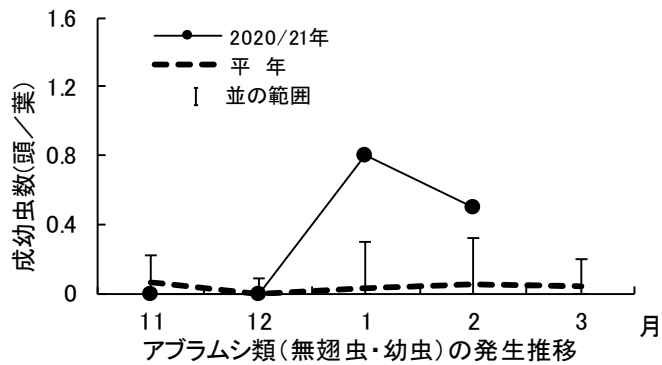 1.6
1.2
0.8
0.4
0
成幼虫数(頭／葉)
2020/21年
平 年
並の範囲
11 12 1 2 3 月
アブラムシ類(無翅虫・幼虫)の発生推移